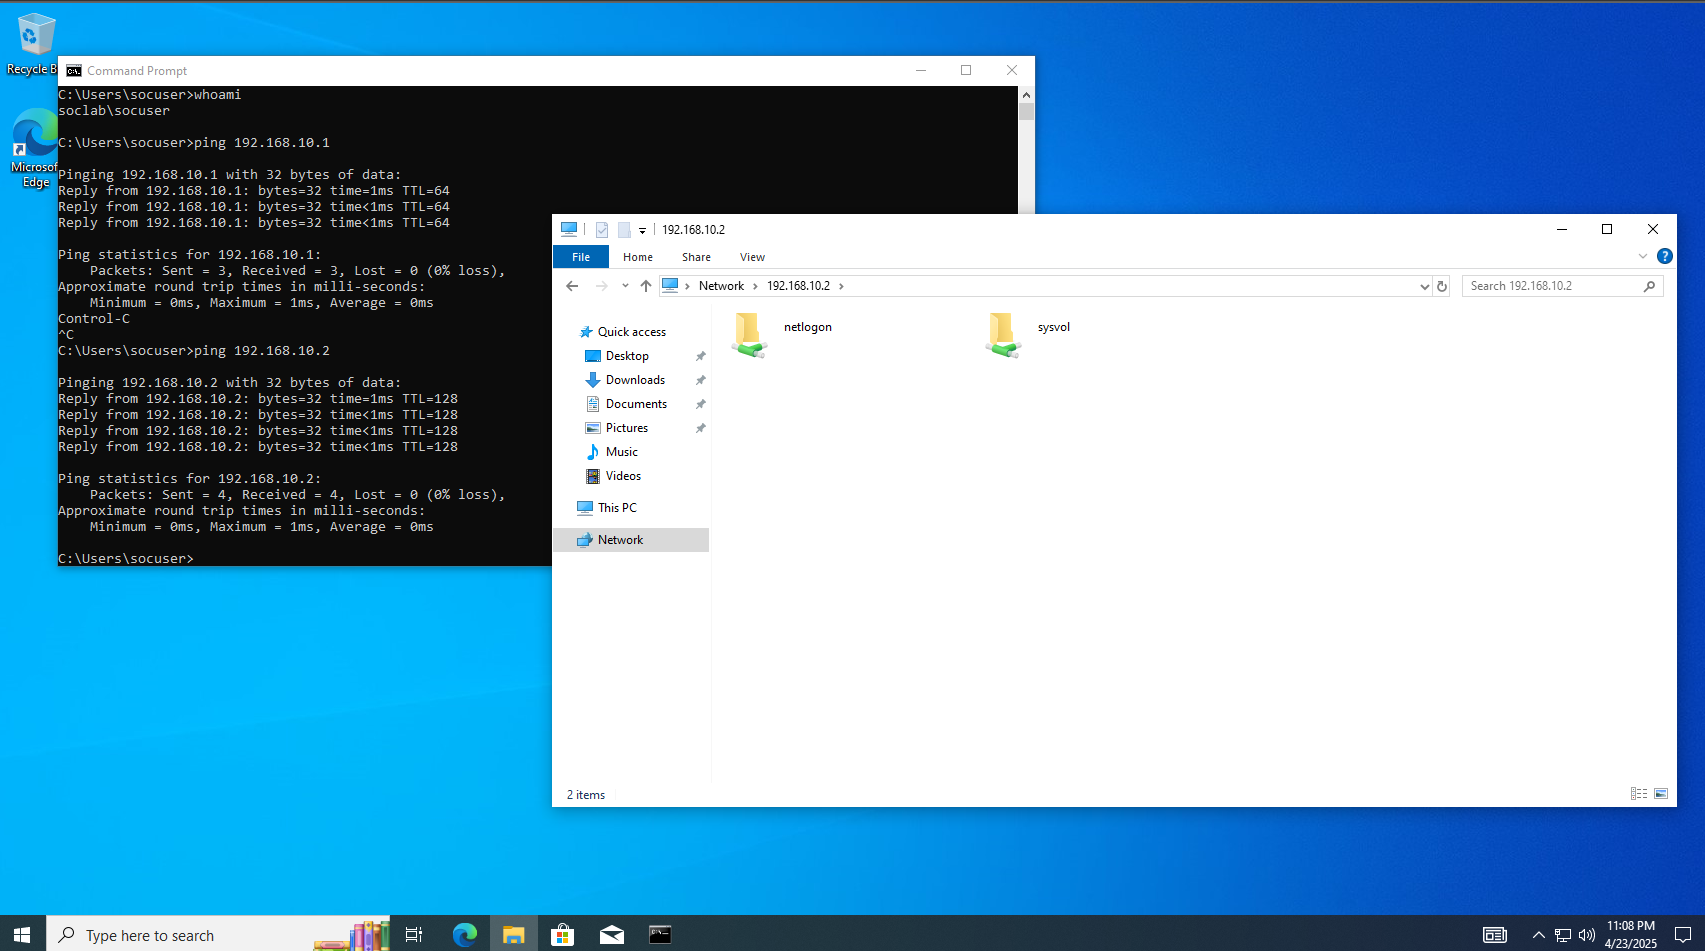 Recycle B
Microsof
Edge
Command Prompt
C:\Users\socuser>whoami
soclab\socuser
C:\Users\socuser>ping 192.168.10.1
Pinging 192.168.10.1 with 32 bytes of data:
Reply from 192.168.10.1: bytes=32 time=1ms TTL=64
Reply from 192.168.10.1: bytes=32 time<1ms TTL=64
Reply from 192.168.10.1: bytes=32 time<1ms TTL=64
Ping statistics for 192.168.10.1:
Packets: Sent = 3, Received = 3, Lost = 0 (0% loss),
Approximate round trip times in milli-seconds:
Minimum = 0ms, Maximum = 1ms, Average = 0ms
Control-C
^C
C:\Users\socuser>ping 192.168.10.2
Pinging 192.168.10.2 with 32 bytes of data:
Reply from 192.168.10.2: bytes=32 time=1ms TTL=128
Reply from 192.168.10.2: bytes=32 time<1ms TTL=128
Reply from 192.168.10.2: bytes=32 time<1ms TTL=128
Reply from 192.168.10.2: bytes=32 time<1ms TTL=128
Ping statistics for 192.168.10.2:
Packets: Sent = 4, Received = 4, Lost = 0 (0% loss),
Approximate round trip times in milli-seconds:
Minimum = 0ms, Maximum = 1ms, Average = 0ms
C:\Users\socuser>
192.168.10.2
File Home Share View
Network > 192.168.10.2 >
Search 192.168.10.2
Quick access
Desktop
Downloads
Documents
Pictures
Music
Videos
This PC
Network
netlogon
sysvol
2 items
Type here to search
11:08 PM
4/23/2025